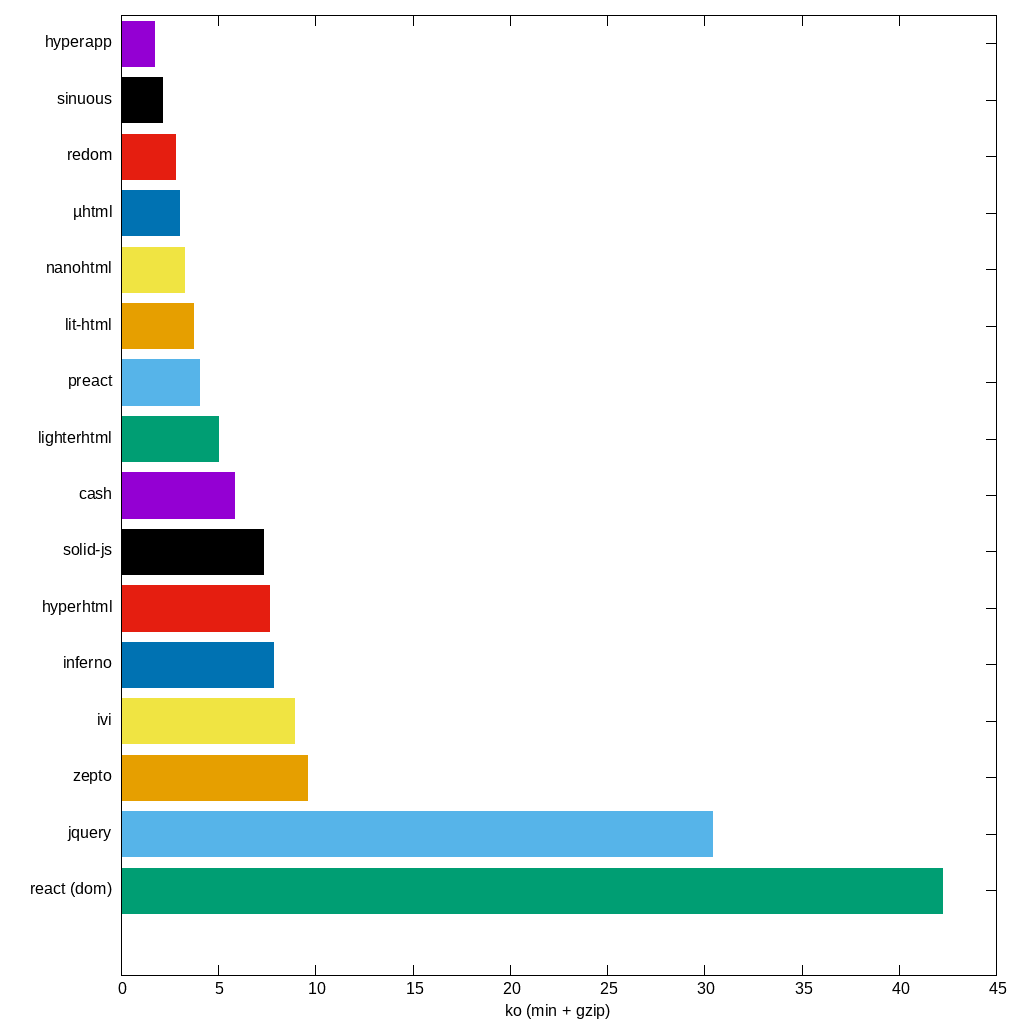 hyperapp
sinuous
redom
µhtml
nanohtml
lit-html
preact
lighterhtml
cash
solid-js
hyperhtml
inferno
ivi
zepto
jquery
react (dom)
0 5 10 15 20 25 30 35 40 45
ko (min + gzip)